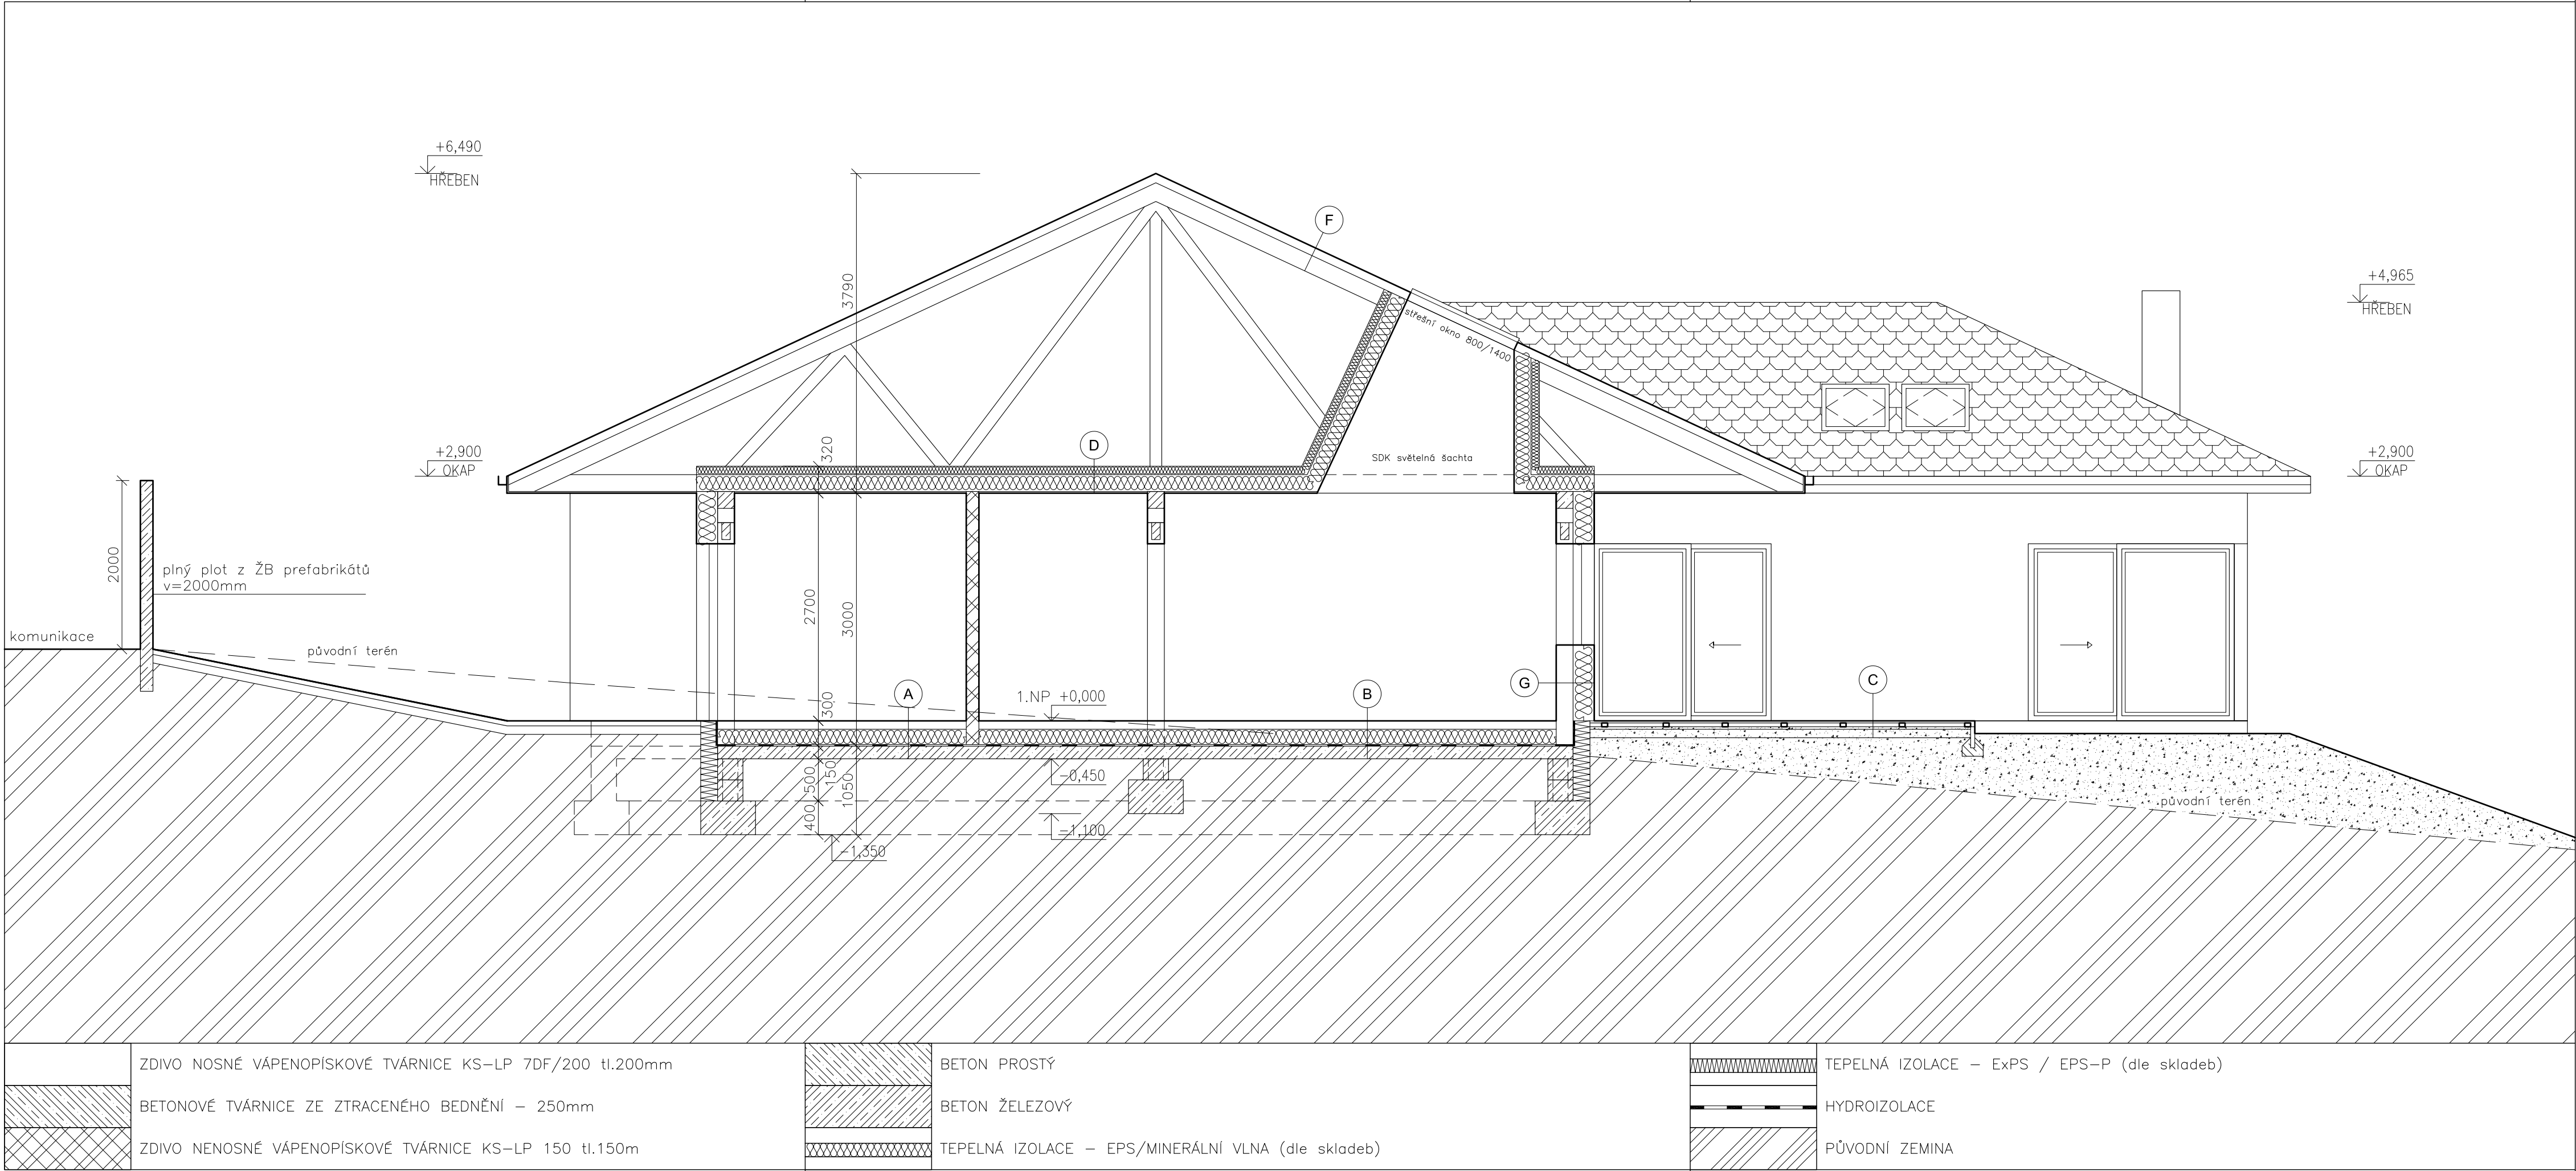 +6,490
HŘEBEN
F
3790
+4,965
HŘEBEN
střešní okno 800/1400
D
320
SDK světelná šachta
+2,900
OKAP
+2,900
OKAP
2000
plný plot z ŽB prefabrikátů
v=2000mm
2700
3000
komunikace
původní terén
300
A
1.NP +0,000
B
G
C
-0,450
150
500
1050
400
-1,100
-1,350
původní terén
ZDIVO NOSNÉ VÁPENOPÍSKOVÉ TVÁRNICE KS-LP 7DF/200 tl.200mm
BETONOVÉ TVÁRNICE ZE ZTRACENÉHO BEDNĚNÍ - 250mm
ZDIVO NENOSNÉ VÁPENOPÍSKOVÉ TVÁRNICE KS-LP 150 tl.150m
BETON PROSTÝ
BETON ŽELEZOVÝ
TEPELNÁ IZOLACE - EPS/MINERÁLNÍ VLNA (dle skladeb)
TEPELNÁ IZOLACE - ExPS / EPS-P (dle skladeb)
HYDROIZOLACE
PŮVODNÍ ZEMINA